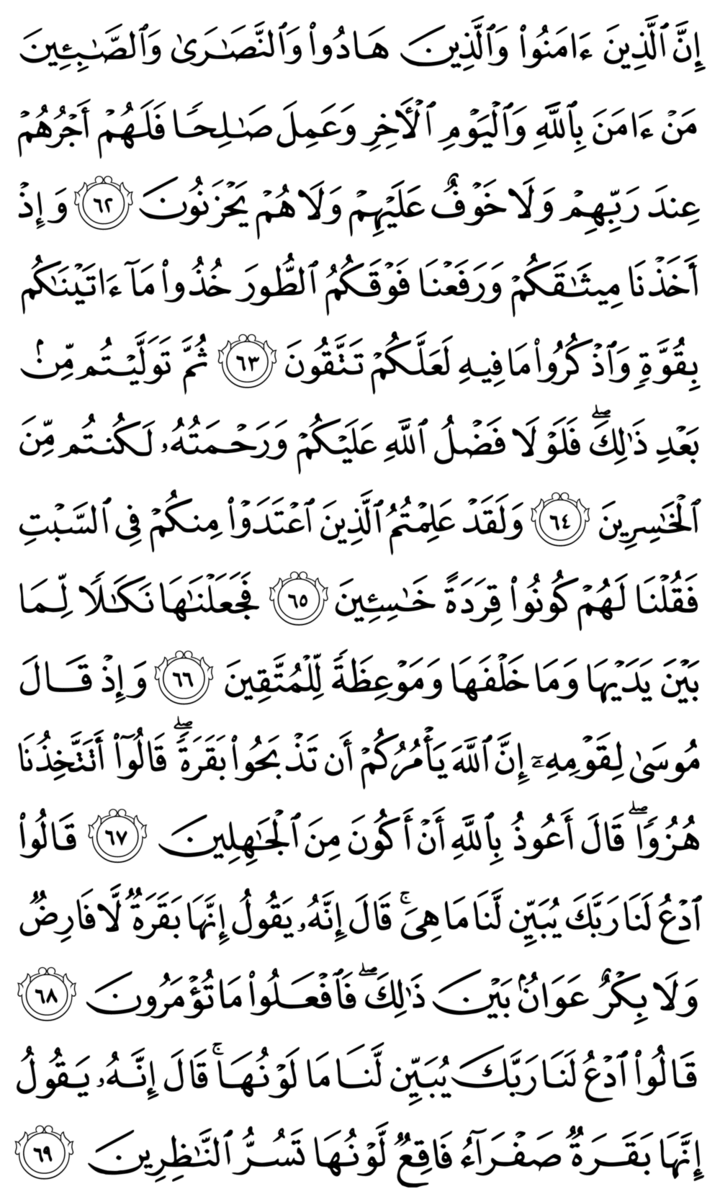 إِنَّ ٱلَّذِينَ ءَامَنُوا۟ وَٱلَّذِينَ هَادُوا۟ وَٱلنَّصَـٰرَىٰ وَٱلصَّـٰبِـِٔينَ
مَنْ ءَامَنَ بِٱللَّهِ وَٱلْيَوْمِ ٱلْـَٔاخِرِ وَعَمِلَ صَـٰلِحًا فَلَهُمْ أَجْرُهُمْ
عِندَ رَبِّهِمْ وَلَا خَوْفٌ عَلَيْهِمْ وَلَا هُمْ يَحْزَنُونَ ٦٢ وَإِذْ
أَخَذْنَا مِيثَـٰقَكُمْ وَرَفَعْنَا فَوْقَكُمُ ٱلطُّورَ خُذُوا۟ مَآ ءَاتَيْنَـٰكُم
بِقُوَّةٍ وَٱذْكُرُوا۟ مَا فِيهِ لَعَلَّكُمْ تَتَّقُونَ ٦٣ ثُمَّ تَوَلَّيْتُم مِّنۢ
بَعْدِ ذَٰلِكَ ۖ فَلَوْلَا فَضْلُ ٱللَّهِ عَلَيْكُمْ وَرَحْمَتُهُۥ لَكُنتُم مِّنَ
ٱلْخَـٰسِرِينَ ٦٤ وَلَقَدْ عَلِمْتُمُ ٱلَّذِينَ ٱعْتَدَوْا۟ مِنكُمْ فِى ٱلسَّبْتِ
فَقُلْنَا لَهُمْ كُونُوا۟ قِرَدَةً خَـٰسِـِٔينَ ٦٥ فَجَعَلْنَـٰهَا نَكَـٰلًا لِّمَا
بَيْنَ يَدَيْهَا وَمَا خَلْفَهَا وَمَوْعِظَةً لِّلْمُتَّقِينَ ٦٦ وَإِذْ قَالَ
مُوسَىٰ لِقَوْمِهِۦٓ إِنَّ ٱللَّهَ يَأْمُرُكُمْ أَن تَذْبَحُوا۟ بَقَرَةً ۖ قَالُوٓا۟ أَتَتَّخِذُنَا
هُزُوًا ۖ قَالَ أَعُوذُ بِٱللَّهِ أَنْ أَكُونَ مِنَ ٱلْجَـٰهِلِينَ ٦٧ قَالُوا۟
ٱدْعُ لَنَا رَبَّكَ يُبَيِّن لَّنَا مَا هِىَ ۚ قَالَ إِنَّهُۥ يَقُولُ إِنَّهَا بَقَرَةٌ لَّا فَارِضٌ
وَلَا بِكْرٌ عَوَانٌۢ بَيْنَ ذَٰلِكَ ۖ فَٱفْعَلُوا۟ مَا تُؤْمَرُونَ ٦٨
قَالُوا۟ ٱدْعُ لَنَا رَبَّكَ يُبَيِّن لَّنَا مَا لَوْنُهَا ۚ قَالَ إِنَّهُۥ يَقُولُ
إِنَّهَا بَقَرَةٌ صَفْرَآءُ فَاقِعٌ لَّوْنُهَا تَسُرُّ ٱلنَّـٰظِرِينَ ٦٩